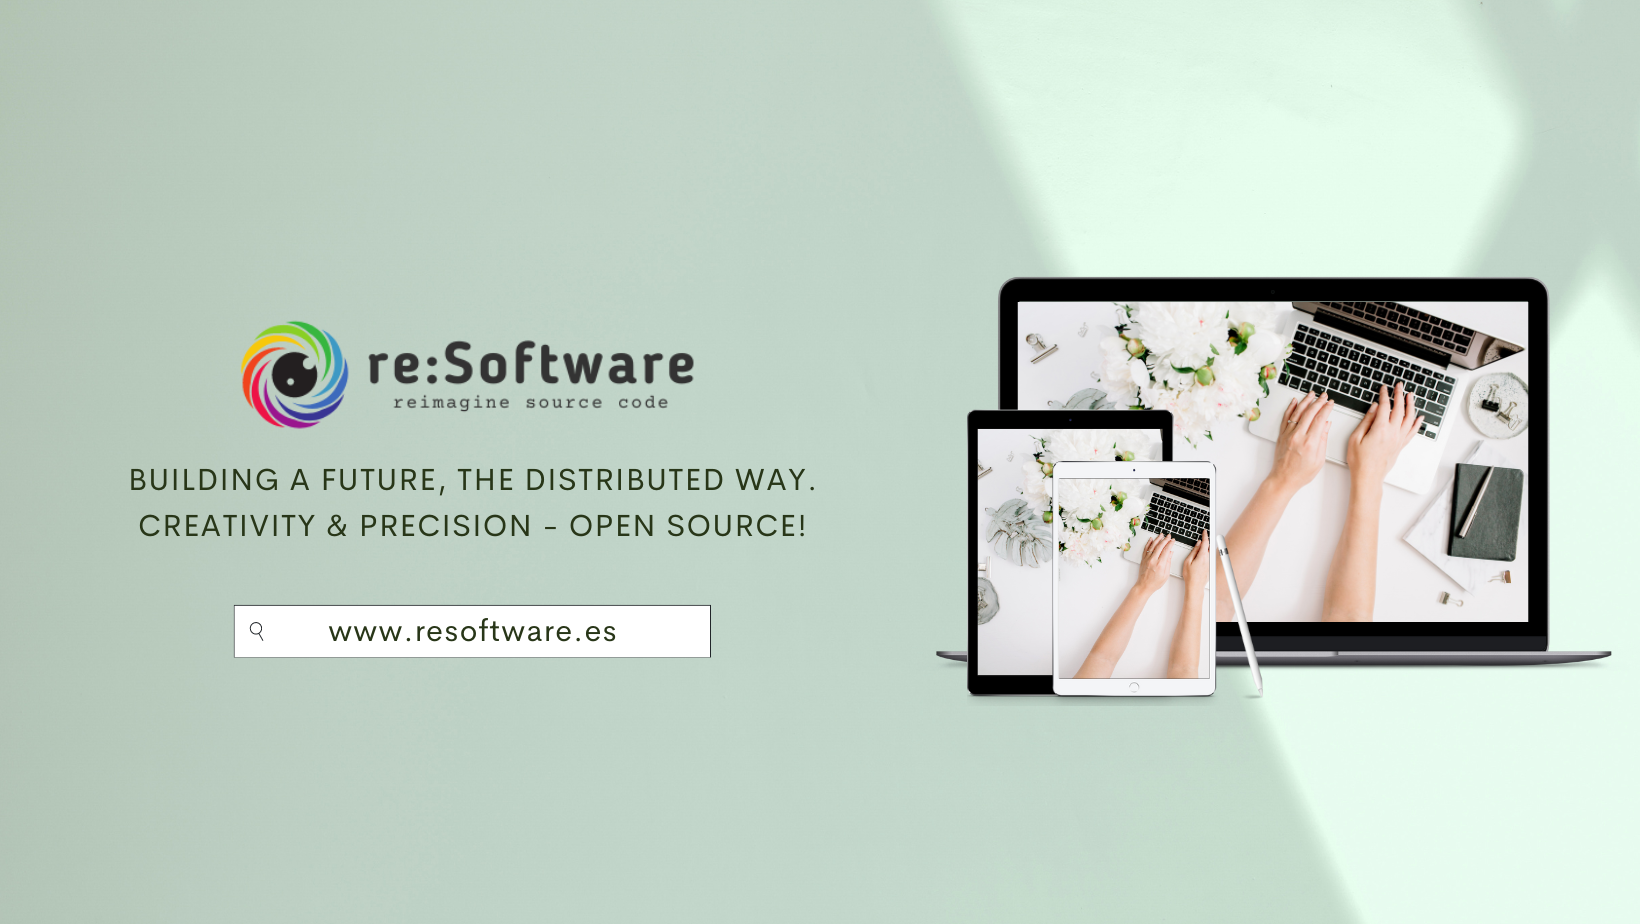 re:Software
reimagine source code
BUILDING A FUTURE, THE DISTRIBUTED WAY.
CREATIVITY & PRECISION - OPEN SOURCE!
www.resoftware.es